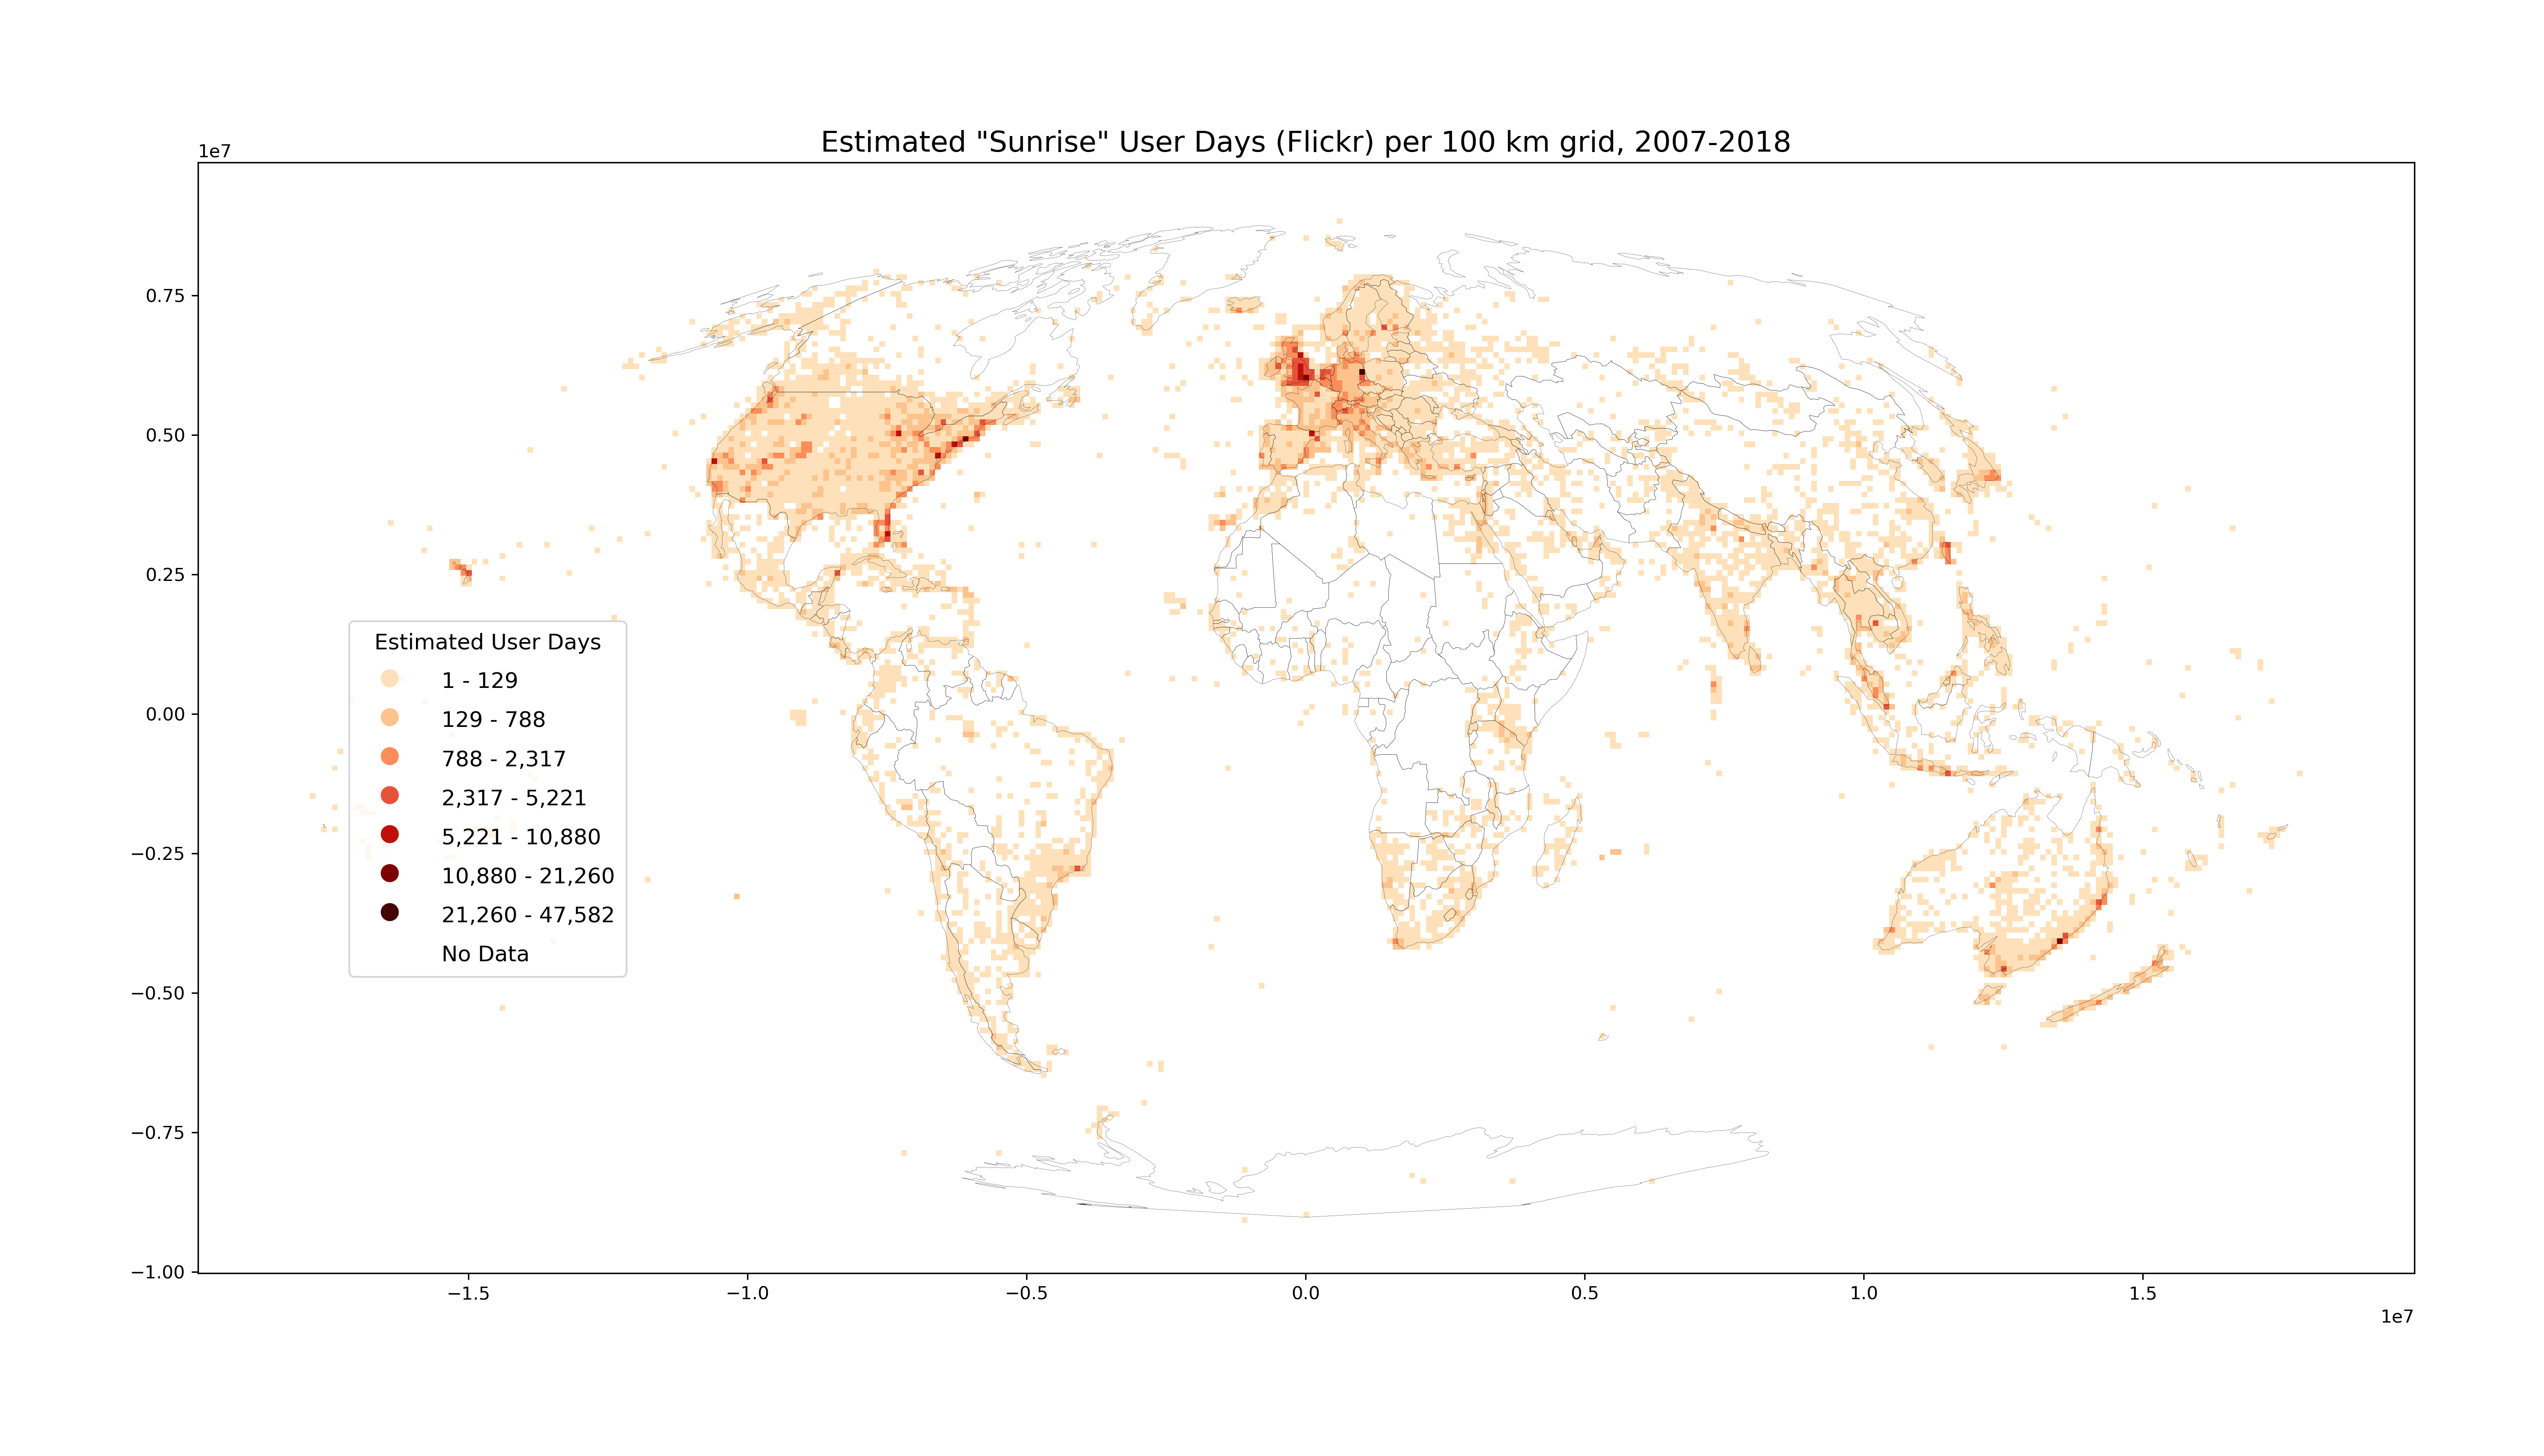 Estimated "Sunrise" User Days (Flickr) per 100 km grid, 2007-2018
1e7
0.75
0.50
0.25
0.00
−0.25
−0.50
−0.75
−1.00
Estimated User Days
1 - 129
129 - 788
788 - 2,317
2,317 - 5,221
5,221 - 10,880
10,880 - 21,260
21,260 - 47,582
No Data
−1.5
−1.0
−0.5
0.0
0.5
1.0
1.5
1e7